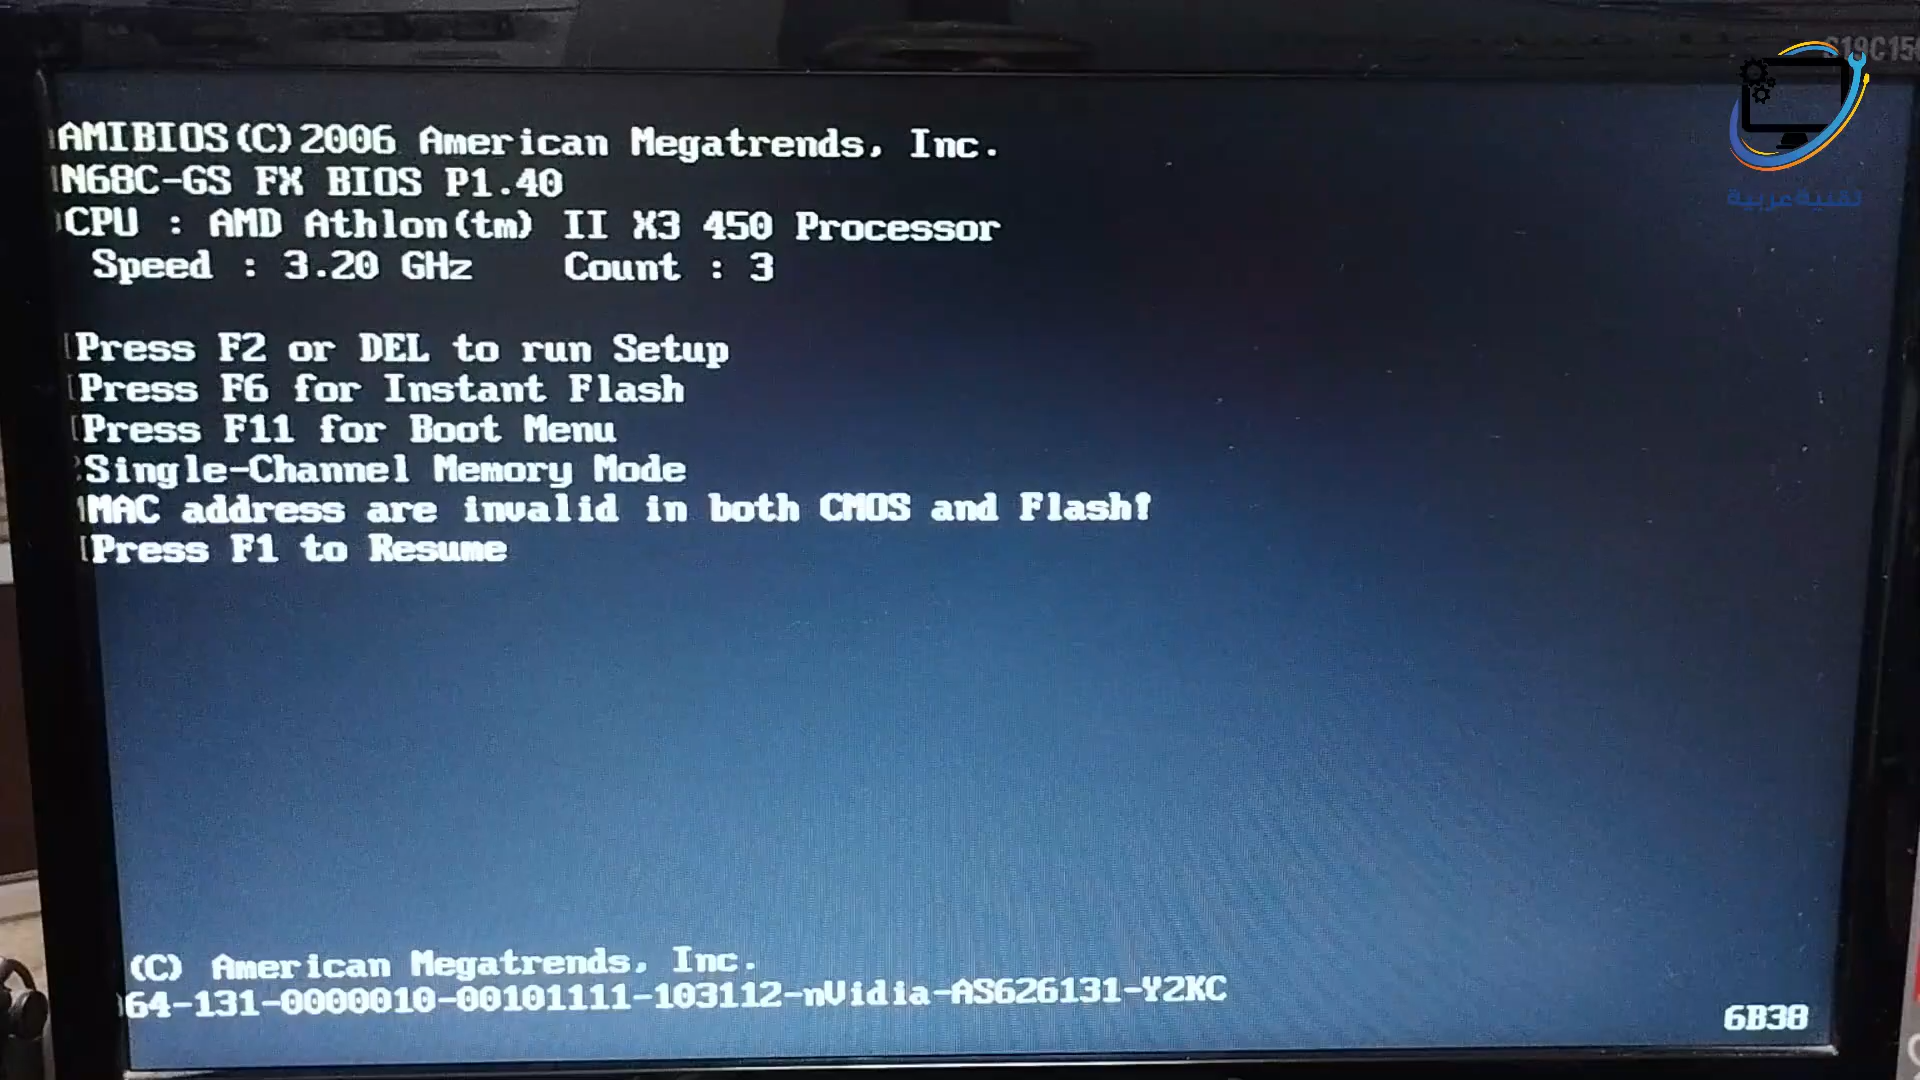 AMIBIOS(C)2006 American Megatrends, Inc.
N68C-GS FX BIOS P1.40
CPU : AMD Athlon(tm) II X3 450 Processor
Speed : 3.20 GHz Count : 3
Press F2 or DEL to run Setup
Press F6 for Instant Flash
Press F11 for Boot Menu
Single-Channel Memory Mode
MAC address are invalid in both CMOS and Flash!
Press F1 to Resume
(C) American Megatrends, Inc.
64-131-0000010-00101111-103112-nVidia-AS626131-Y2KC
6B38
تقنية عربية